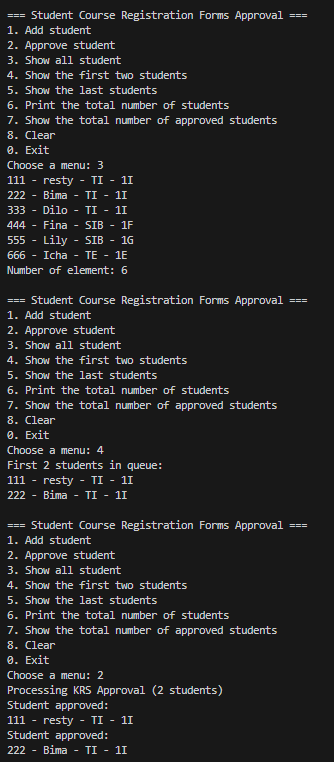 === Student Course Registration Forms Approval ===
1. Add student
2. Approve student
3. Show all student
4. Show the first two students
5. Show the last students
6. Print the total number of students
7. Show the total number of approved students
8. Clear
0. Exit
Choose a menu: 3
111 - resty - TI - 1I
222 - Bima - TI - 1I
333 - Dilo - TI - 1I
444 - Fina - SIB - 1F
555 - Lily - SIB - 1G
666 - Icha - TE - 1E
Number of element: 6
=== Student Course Registration Forms Approval ===
1. Add student
2. Approve student
3. Show all student
4. Show the first two students
5. Show the last students
6. Print the total number of students
7. Show the total number of approved students
8. Clear
0. Exit
Choose a menu: 4
First 2 students in queue:
111 - resty - TI - 1I
222 - Bima - TI - 1I
=== Student Course Registration Forms Approval ===
1. Add student
2. Approve student
3. Show all student
4. Show the first two students
5. Show the last students
6. Print the total number of students
7. Show the total number of approved students
8. Clear
0. Exit
Choose a menu: 2
Processing KRS Approval (2 students)
Student approved:
111 - resty - TI - 1I
Student approved:
222 - Bima - TI - 1I